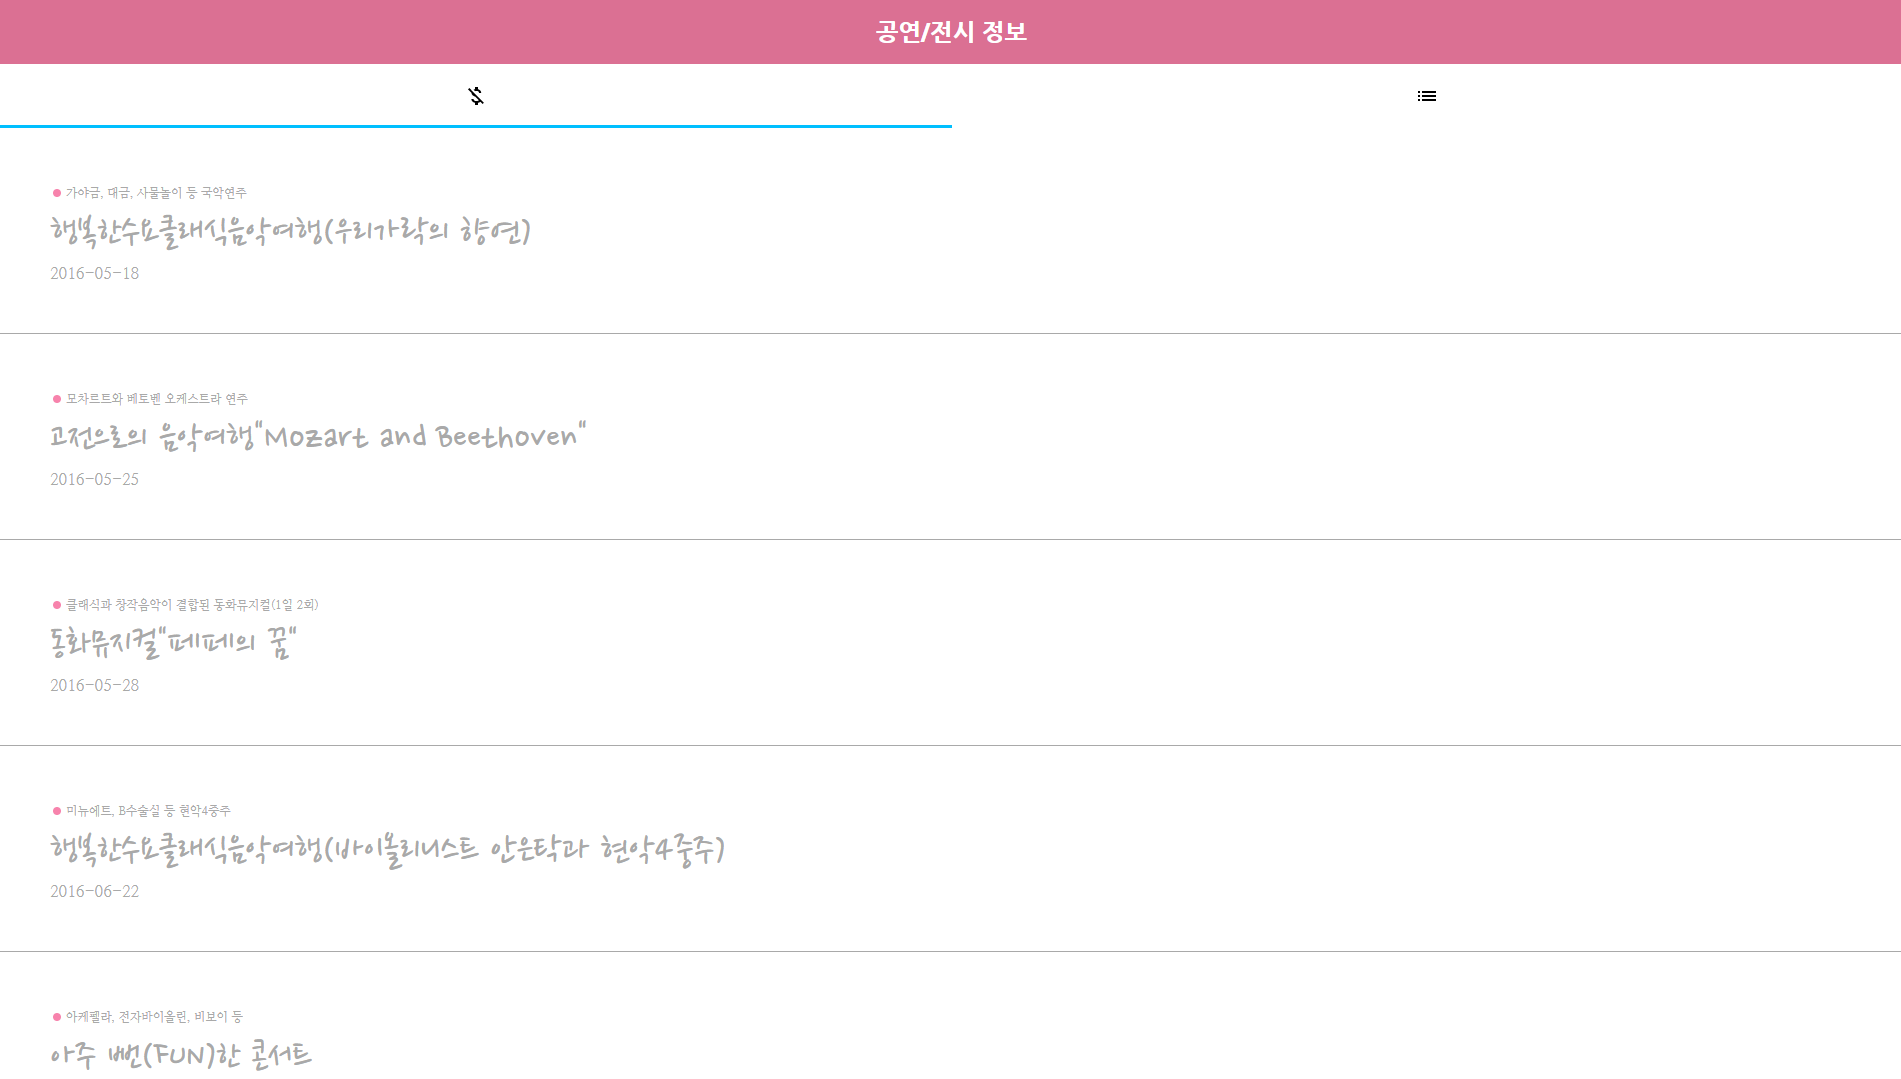 공연/전시 정보
가야금, 대금, 사물놀이 등 국악연주
행복한수요클래식음악여행(우리가락의 향연)
2016-05-18
모차르트와 베토벤 오케스트라 연주
고전으로의 음악여행"Mozart and Beethoven"
2016-05-25
클래식과 창작음악이 결합된 동화뮤지컬(1일 2회)
동화뮤지컬"페페의 꿈"
2016-05-28
미뉴에트, B수술실 등 현악4중주
행복한수요클래식음악여행(바이올리니스트 안은탁과 현악4중주)
2016-06-22
아케펠라, 전자바이올린, 비보이 등
아주 뻔(FUN)한 콘서트